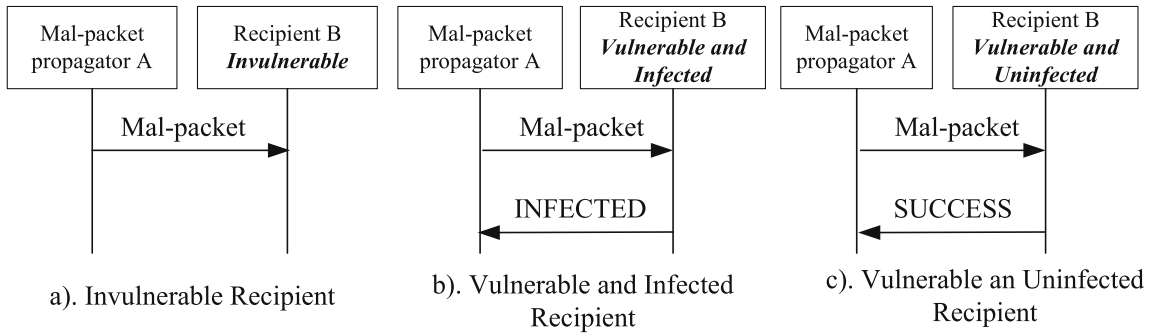 Mal-packet
propagator A
Recipient B
Invulnerable
Mal-packet
a). Invulnerable Recipient
Mal-packet
propagator A
Recipient B
Vulnerable and
Infected
Mal-packet
INFECTED
b). Vulnerable and Infected
Recipient
Mal-packet
propagator A
Recipient B
Vulnerable and
Uninfected
Mal-packet
SUCCESS
c). Vulnerable an Uninfected
Recipient